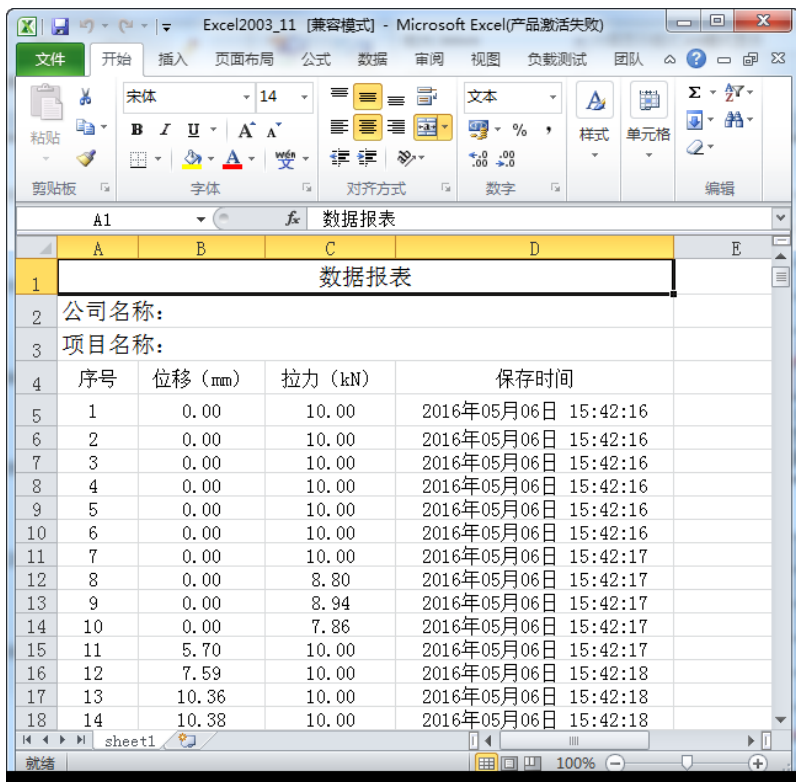 Excel2003_11 [兼容模式] - Microsoft Excel(产品激活失败)
文件 开始 插入 页面布局 公式 数据 审阅 视图 负载测试 团队
宋体 14 文本
粘贴 B I U A A % , 样式 单元格 Σ
A wén 文 .0 .00 .00 .0
剪贴板 字体 对齐方式 数字 编辑
A1 fx 数据报表
A B C D E
1 数据报表
2 公司名称:
3 项目名称:
4 序号 位移 (mm) 拉力 (kN) 保存时间
5 1 0.00 10.00 2016年05月06日 15:42:16
6 2 0.00 10.00 2016年05月06日 15:42:16
7 3 0.00 10.00 2016年05月06日 15:42:16
8 4 0.00 10.00 2016年05月06日 15:42:16
9 5 0.00 10.00 2016年05月06日 15:42:16
10 6 0.00 10.00 2016年05月06日 15:42:16
11 7 0.00 10.00 2016年05月06日 15:42:17
12 8 0.00 8.80 2016年05月06日 15:42:17
13 9 0.00 8.94 2016年05月06日 15:42:17
14 10 0.00 7.86 2016年05月06日 15:42:17
15 11 5.70 10.00 2016年05月06日 15:42:17
16 12 7.59 10.00 2016年05月06日 15:42:18
17 13 10.36 10.00 2016年05月06日 15:42:18
18 14 10.38 10.00 2016年05月06日 15:42:18
sheet1
就绪 100%